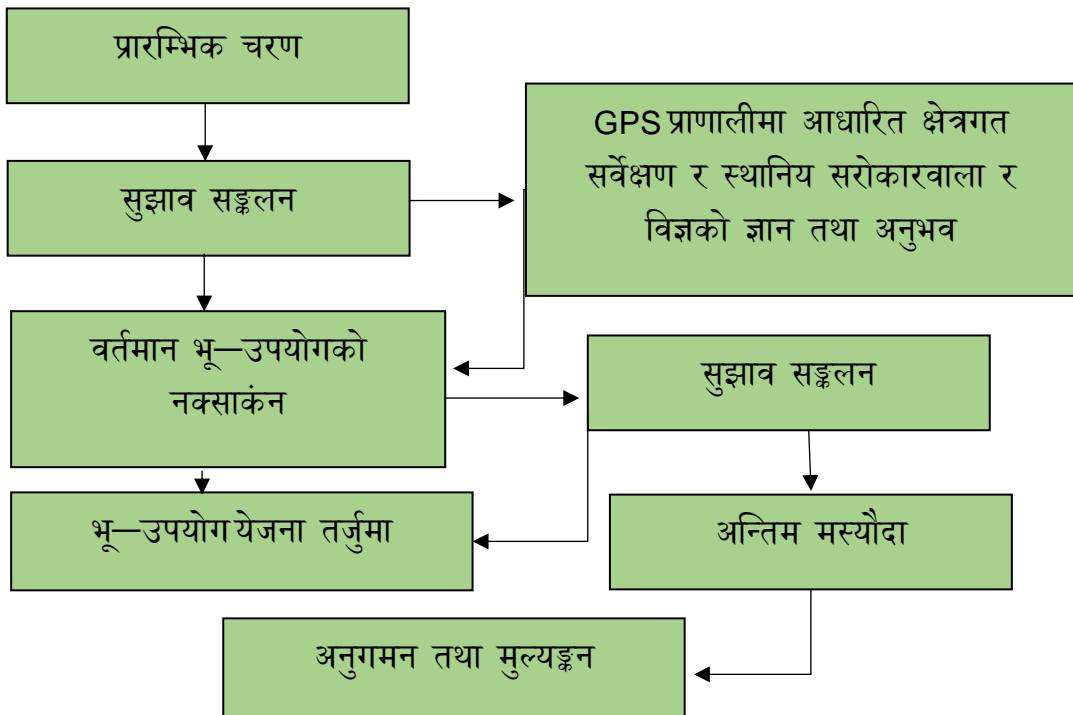 प्रारम्भिक चरण
GPS प्राणालीमा आधारित क्षेत्रगत
सर्वेक्षण र स्थानिय सरोकारवाला र
विज्ञको ज्ञान तथा अनुभव
सुझाव सङ्कलन
वर्तमान भू—उपयोगको
नक्साकंन
सुझाव सङ्कलन
भू—उपयोग येजना तर्जुमा
अन्तिम मस्यौदा
अनुगमन तथा मुल्यङ्कन